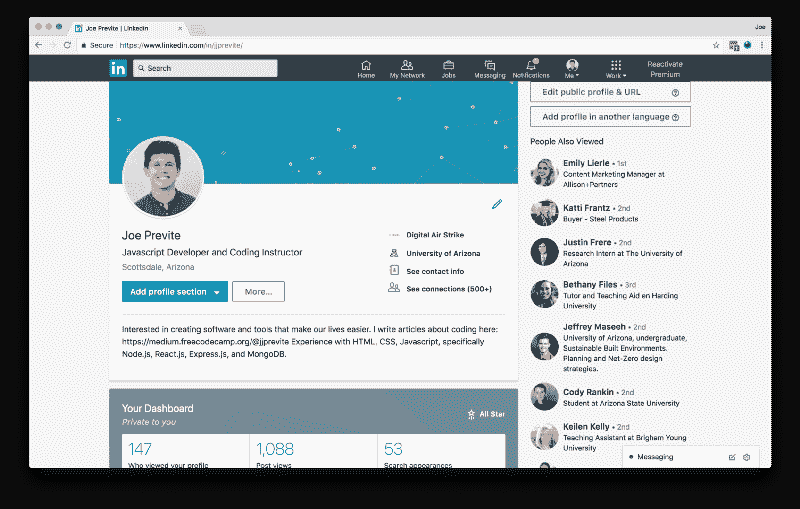 Joe Previte | LinkedIn
Joe
Secure
https://www.linkedin.com/in/jjprevite/
in
Search
Home
My Network
Jobs
Messaging
Notifications
Me
Work
Reactivate
Premium
Edit public profile & URL
Add profile in another language
People Also Viewed
Emily Lierle • 1st
Content Marketing Manager at
Allison+Partners
Katti Frantz • 2nd
Buyer - Steel Products
Justin Frere • 2nd
Research Intern at The University of
Arizona
Bethany Files • 3rd
Tutor and Teaching Aid en Harding
University
Jeffrey Maseeh • 2nd
University of Arizona, undergraduate,
Sustainable Built Environments.
Planning and Net-Zero design
strategies.
Cody Rankin • 2nd
Student at Arizona State University
Keilen Kelly • 2nd
Teaching Assistant at Brigham Young
University
Joe Previte
Javascript Developer and Coding Instructor
Scottsdale, Arizona
Add profile section
More...
Digital Air Strike
University of Arizona
See contact info
See connections (500+)
Interested in creating software and tools that make our lives easier. I write articles about coding here:
https://medium.freecodecamp.org/@jjprevite Experience with HTML, CSS, Javascript, specifically
Node.js, React.js, Express.js, and MongoDB.
Your Dashboard
Private to you
All Star
147
Who viewed your profile
1,088
Post views
53
Search appearances
Messaging